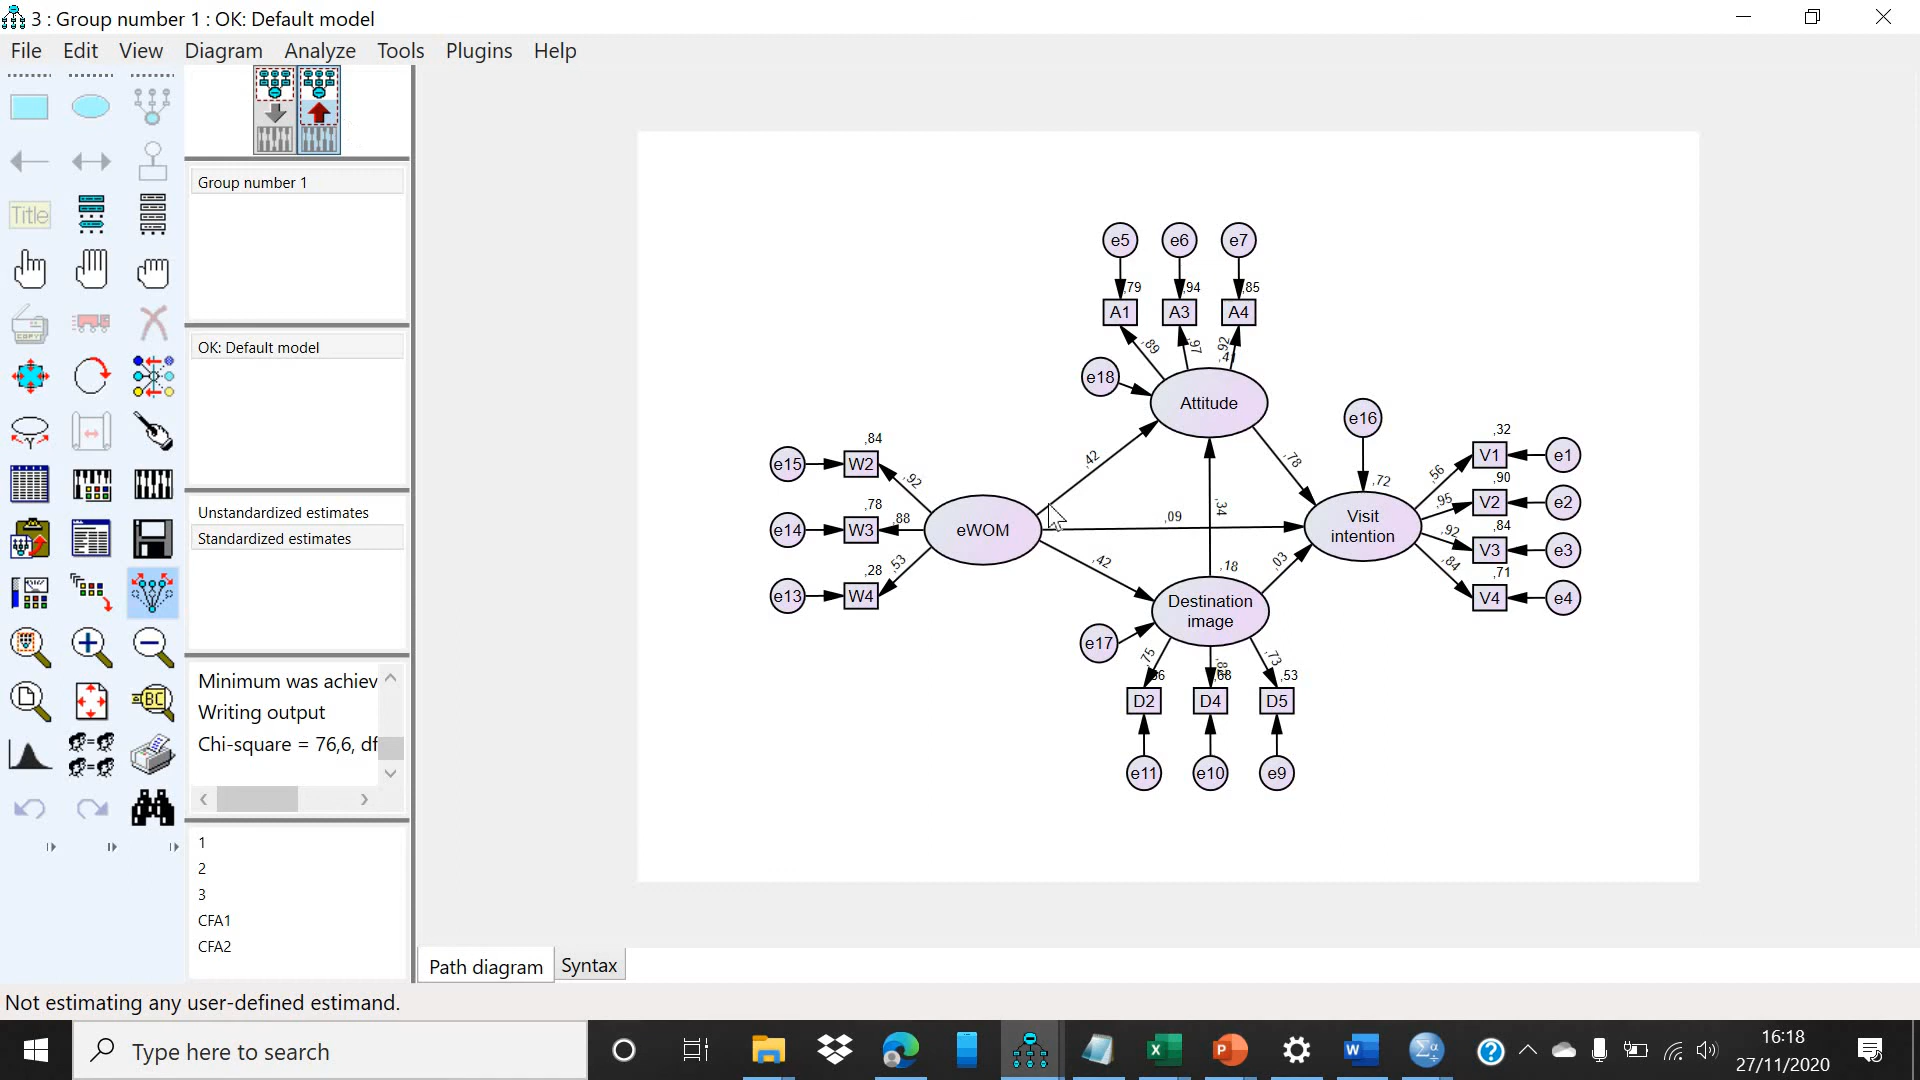 3 : Group number 1 : OK: Default model
File Edit View Diagram Analyze Tools Plugins Help
Title
Group number 1
OK: Default model
Unstandardized estimates
Standardized estimates
Minimum was achiev
Writing output
Chi-square = 76,6, df
1
2
3
CFA1
CFA2
COPY
γ
BC
e5 e6 e7
,79 ,94 ,85
A1 A3 A4
,89 ,97 ,92
e18
Attitude
e16
,84
e15 W2
,92
,42
,78
,32
V1 e1
,56
,90
V2 e2
,95
,72
,78
e14 W3
,88
eWOM
,09
,34
Visit
intention
,84
V3 e3
,92
,28
e13 W4
,53
,42
,18
,03
,71
V4 e4
,84
Destination
image
e17
,75 ,73
,68 ,53
D2 D4 D5
e11 e10 e9
Path diagram Syntax
Not estimating any user-defined estimand.
Type here to search
16:18
27/11/2020